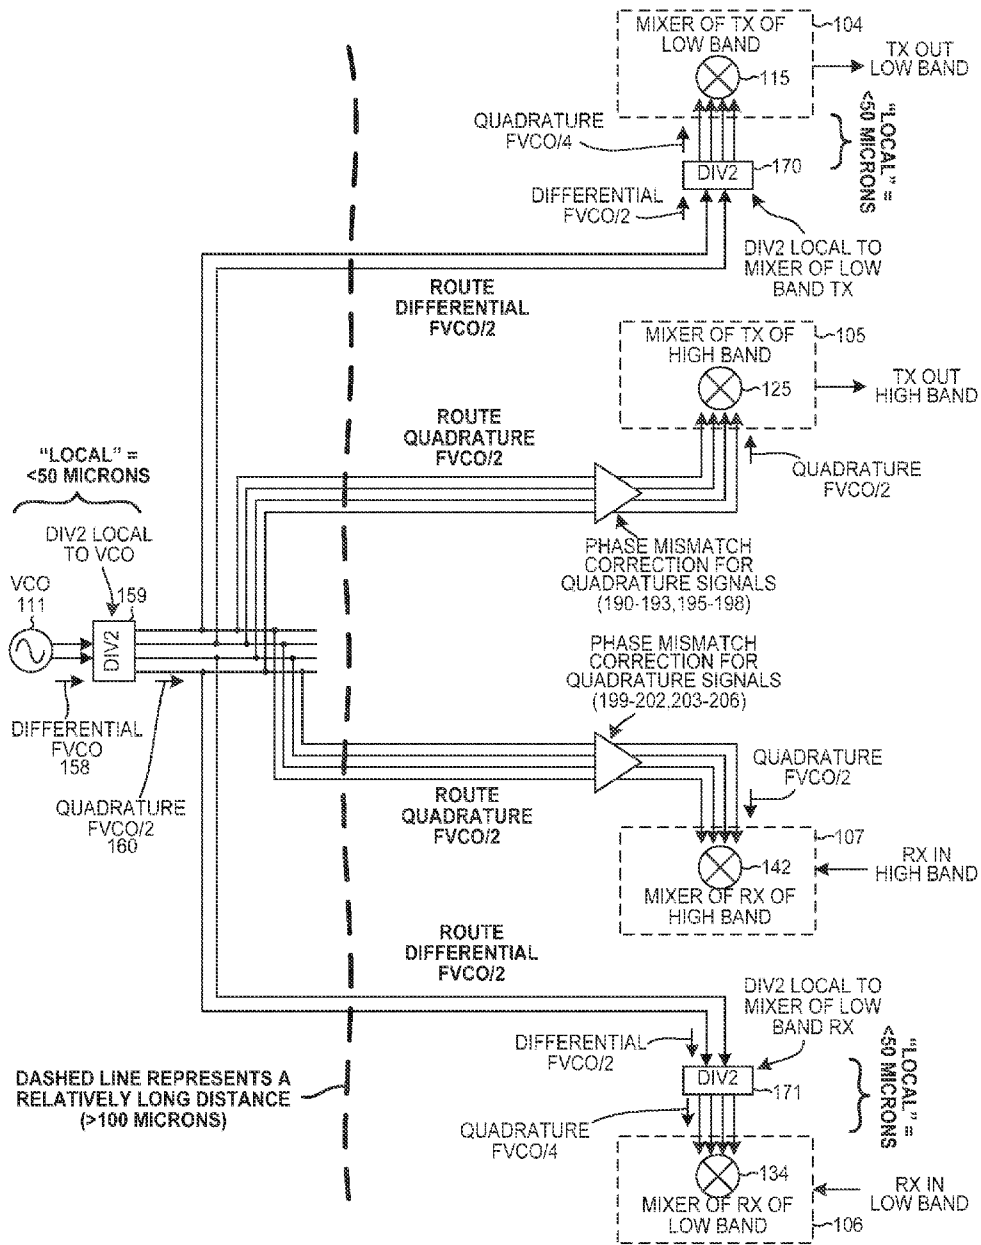 MIXER OF TX OF
LOW BAND
104
115
TX OUT
LOW BAND
QUADRATURE
FVCO/4
"LOCAL" =
<50 MICRONS
DIV2
170
DIFFERENTIAL
FVCO/2
DIV2 LOCAL TO
MIXER OF LOW
BAND TX
ROUTE
DIFFERENTIAL
FVCO/2
MIXER OF TX OF
HIGH BAND
105
125
TX OUT
HIGH BAND
ROUTE
QUADRATURE
FVCO/2
QUADRATURE
FVCO/2
"LOCAL" =
<50 MICRONS
DIV2 LOCAL
TO VCO
PHASE MISMATCH
CORRECTION FOR
QUADRATURE SIGNALS
(190-193,195-198)
VCO
111
159
DIV2
PHASE MISMATCH
CORRECTION FOR
QUADRATURE SIGNALS
(199-202,203-206)
DIFFERENTIAL
FVCO
158
QUADRATURE
FVCO/2
160
QUADRATURE
FVCO/2
ROUTE
QUADRATURE
FVCO/2
107
142
MIXER OF RX OF
HIGH BAND
RX IN
HIGH BAND
ROUTE
DIFFERENTIAL
FVCO/2
DIV2 LOCAL TO
MIXER OF LOW
BAND RX
DIFFERENTIAL
FVCO/2
DIV2
171
"LOCAL" =
<50 MICRONS
DASHED LINE REPRESENTS A
RELATIVELY LONG DISTANCE
(>100 MICRONS)
QUADRATURE
FVCO/4
134
MIXER OF RX OF
LOW BAND
106
RX IN
LOW BAND